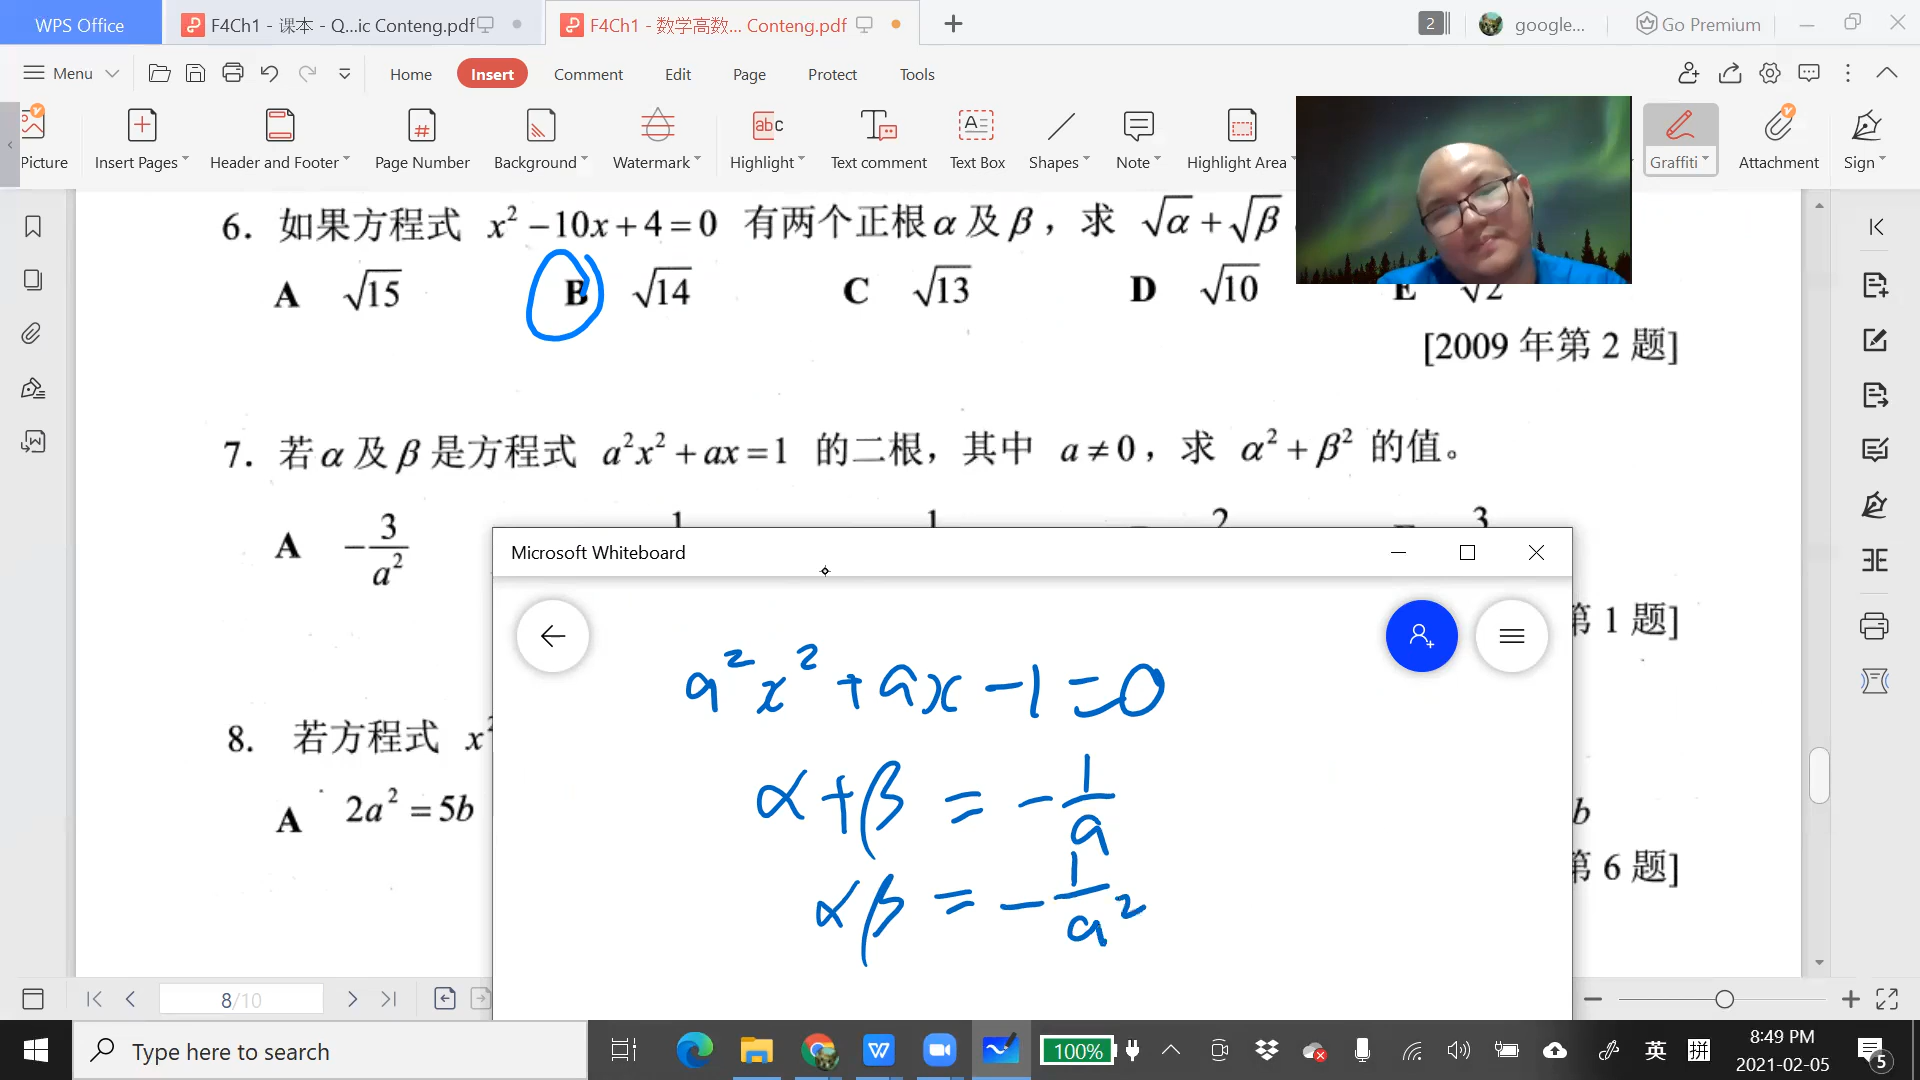 WPS Office
F4Ch1 - 课本 - Q...ic Conteng.pdf
F4Ch1 - 数学高数... Conteng.pdf
2
google...
Go Premium
Menu
Home
Insert
Comment
Edit
Page
Protect
Tools
Picture
Insert Pages
Header and Footer
Page Number
Background
Watermark
Highlight
Text comment
Text Box
Shapes
Note
Highlight Area
Graffiti
Attachment
Sign
6. 如果方程式 x² − 10x + 4 = 0 有两个正根 α 及 β，求 √α + √β
A √15 B √14 C √13 D √10 E √2
[2009 年第 2 题]
7. 若 α 及 β 是方程式 a²x² + ax = 1 的二根，其中 a ≠ 0，求 α² + β² 的值。
A −3/a²
第 1 题]
Microsoft Whiteboard
a²x² + ax − 1 = 0
α + β = −1/a
αβ = −1/a²
8. 若方程式 x²
A 2a² = 5b
b
第 6 题]
8/10
Type here to search
100%
英
拼
8:49 PM
2021-02-05
5